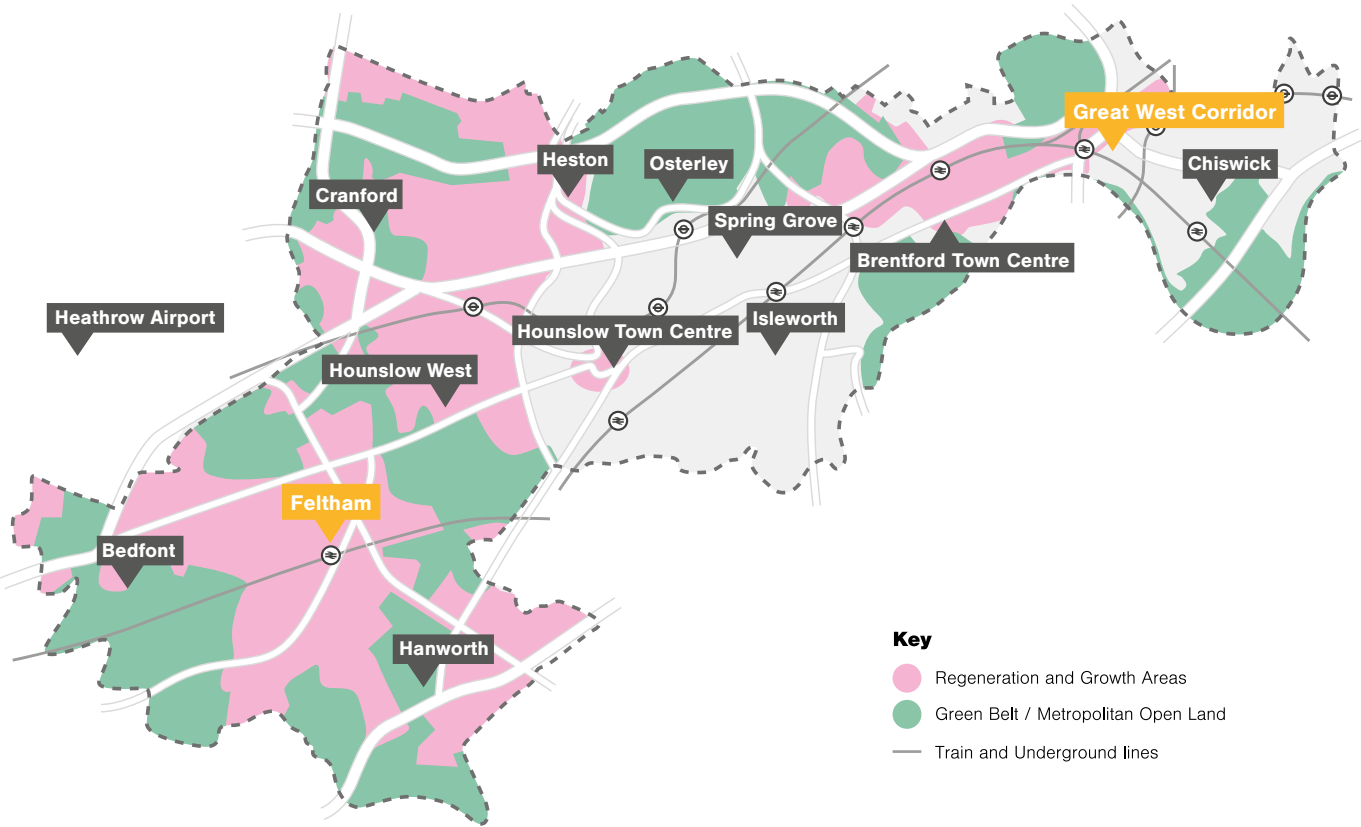 Great West Corridor
Heston
Osterley
Chiswick
Cranford
Spring Grove
Brentford Town Centre
Heathrow Airport
Hounslow Town Centre
Isleworth
Hounslow West
Feltham
Bedfont
Hanworth
Key
Regeneration and Growth Areas
Green Belt / Metropolitan Open Land
Train and Underground lines